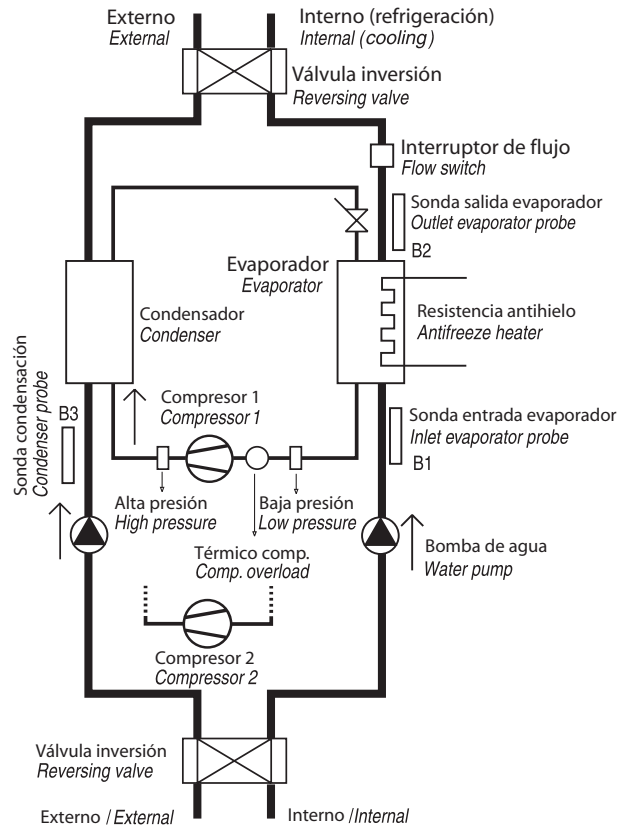 Externo
External
Interno (refrigeración)
Internal (cooling)
Válvula inversión
Reversing valve
Interruptor de flujo
Flow switch
Sonda salida evaporador
Outlet evaporator probe
B2
Evaporador
Evaporator
Condensador
Condenser
Resistencia antihielo
Antifreeze heater
Sonda condensación
Condenser probe
B3
Compresor 1
Compressor 1
Sonda entrada evaporador
Inlet evaporator probe
B1
Alta presión
High pressure
Baja presión
Low pressure
Térmico comp.
Comp. overload
Bomba de agua
Water pump
Compresor 2
Compressor 2
Válvula inversión
Reversing valve
Externo / External
Interno / Internal